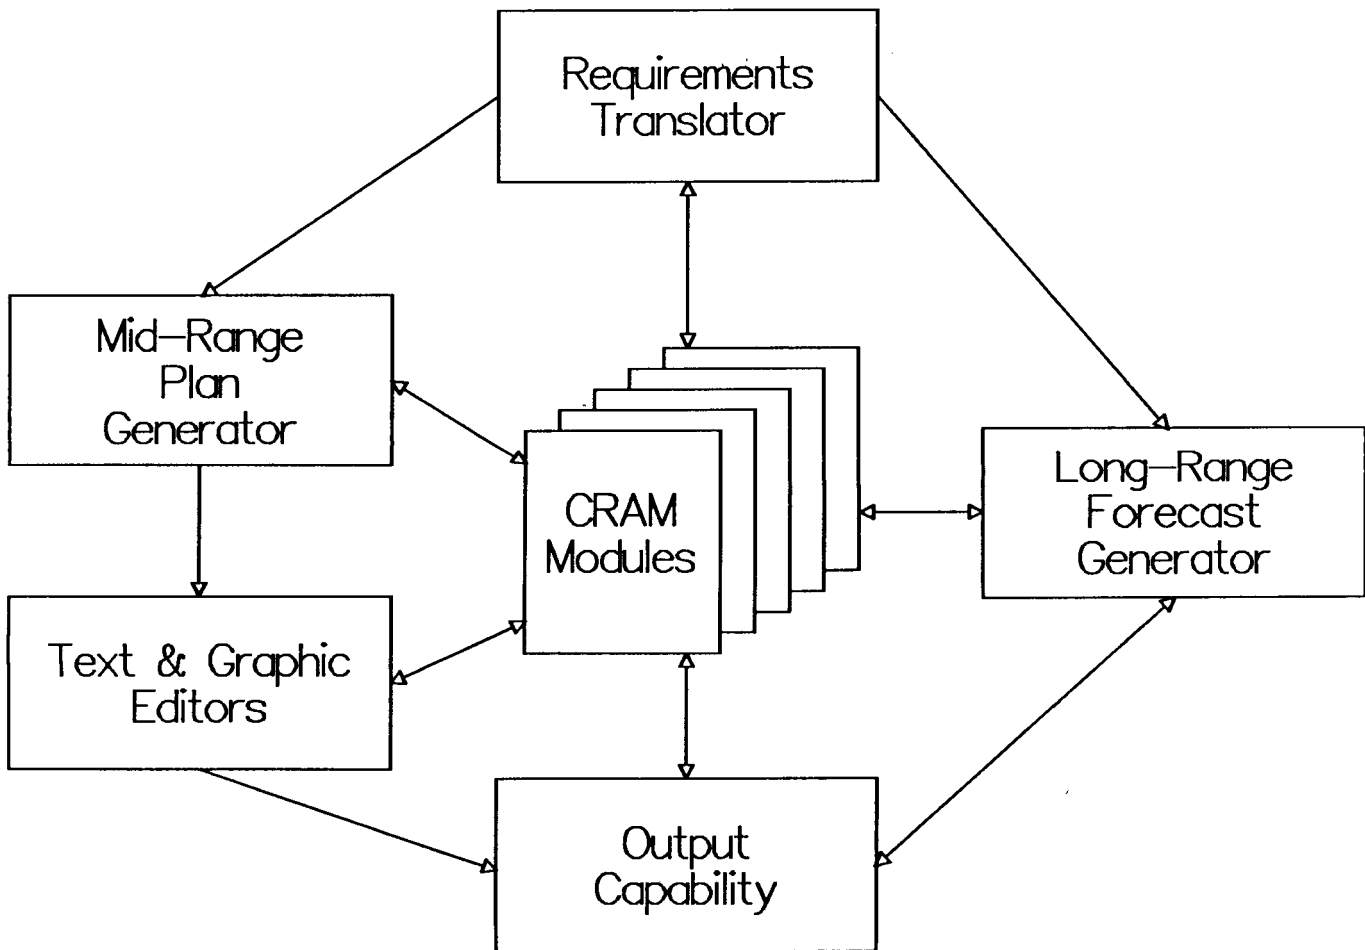 Requirements
Translator
Mid-Range
Plan
Generator
CRAM
Modules
Long-Range
Forecast
Generator
Text & Graphic
Editors
Output
Capability